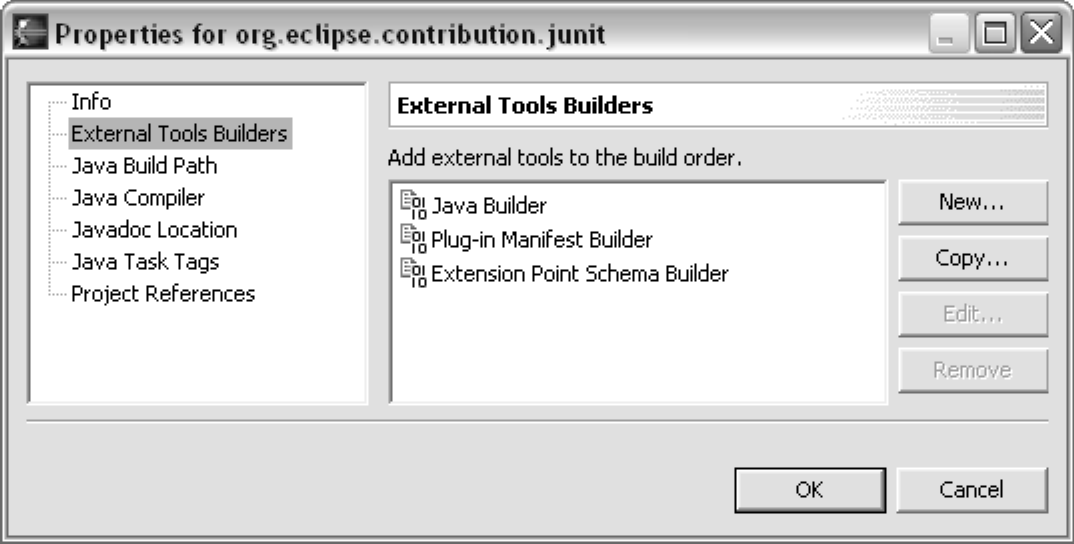 Properties for org.eclipse.contribution.junit
Info
External Tools Builders
Java Build Path
Java Compiler
Javadoc Location
Java Task Tags
Project References
External Tools Builders
Add external tools to the build order.
Java Builder
Plug-in Manifest Builder
Extension Point Schema Builder
New...
Copy...
Edit...
Remove
OK
Cancel